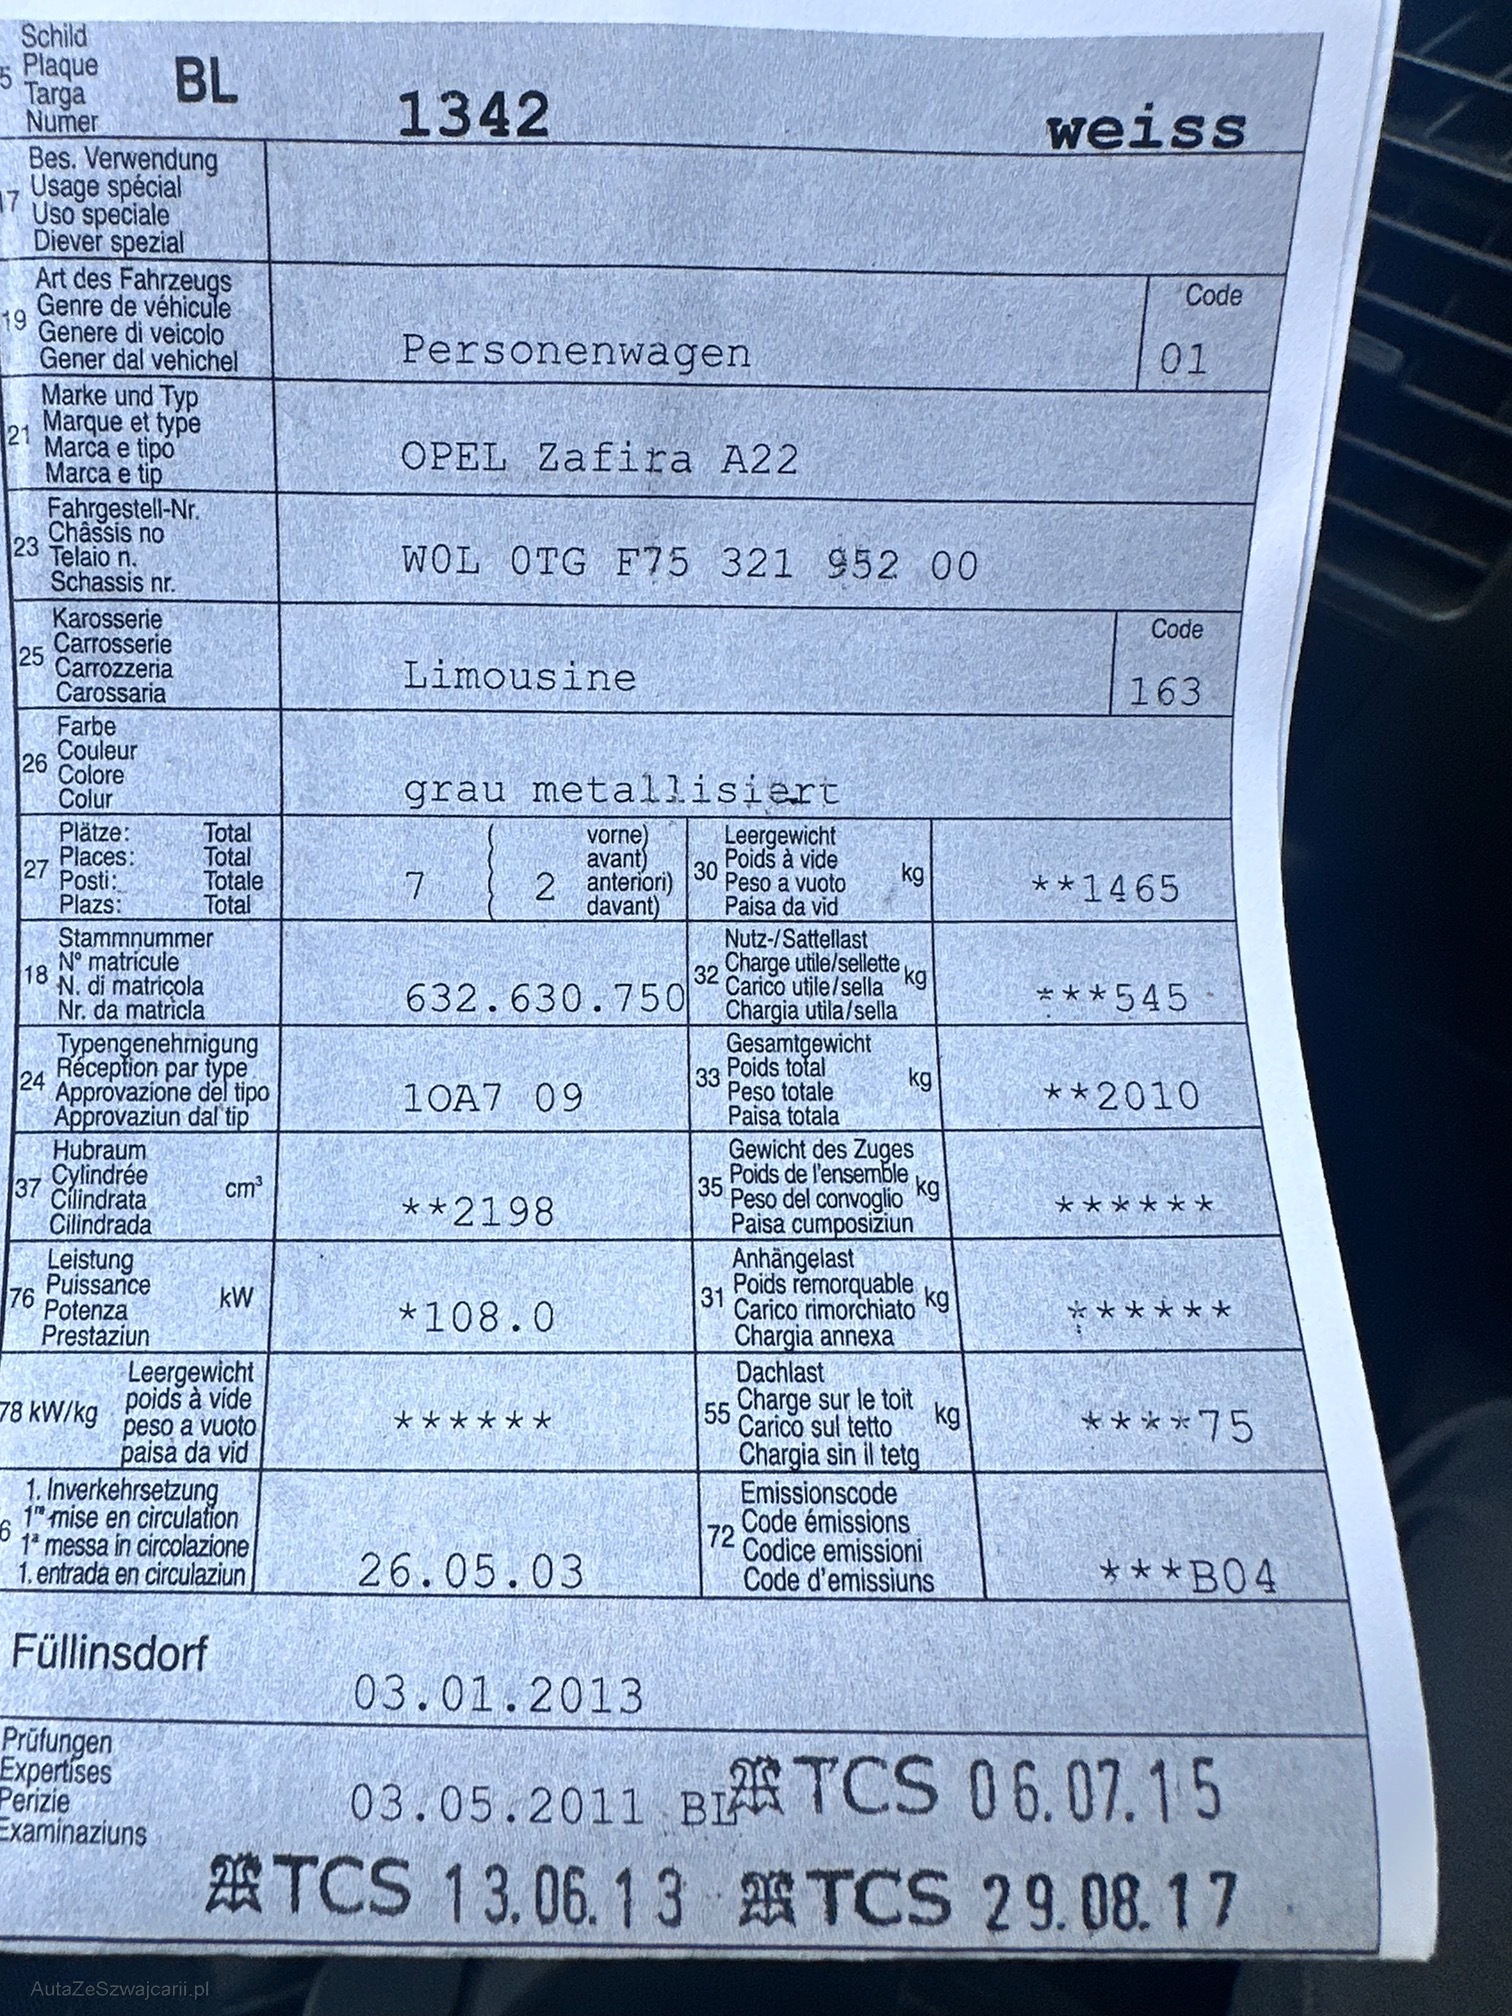 Schild
5 Plaque BL 1342 weiss
Targa
Numer
Bes. Verwendung
17 Usage spécial
Uso speciale
Diever spezial
Art des Fahrzeugs Code
19 Genre de véhicule
Genere di veicolo
Gener dal vehichel Personenwagen 01
Marke und Typ
21 Marque et type
Marca e tipo OPEL Zafira A22
Marca e tip
Fahrgestell-Nr.
23 Châssis no
Telaio n. W0L 0TG F75 321 952 00
Schassis nr.
Karosserie Code
25 Carrosserie
Carrozzeria Limousine 163
Carossaria
Farbe
26 Couleur
Colore
Colur grau metallisiert
Plätze: Total vorne) Leergewicht
27 Places: Total avant) 30 Poids à vide kg
Posti: Totale 7 { 2 anteriori) Peso a vuoto **1465
Plazs: Total davant) Paisa da vid
Stammnummer Nutz-/Sattellast
18 N° matricule 32 Charge utile/sellette kg
N. di matricola 632.630.750 Carico utile/sella ***545
Nr. da matricla Chargia utila/sella
Typengenehmigung Gesamtgewicht
24 Réception par type 33 Poids total kg
Approvazione del tipo 10A7 09 Peso totale **2010
Approvaziun dal tip Paisa totala
Hubraum Gewicht des Zuges
37 Cylindrée cm³ 35 Poids de l'ensemble kg
Cilindrata **2198 Peso del convoglio ******
Cilindrada Paisa cumposiziun
Leistung Anhängelast
76 Puissance kW 31 Poids remorquable kg
Potenza *108.0 Carico rimorchiato ******
Prestaziun Chargia annexa
Leergewicht Dachlast
78 kW/kg poids à vide 55 Charge sur le toit kg
peso a vuoto ****** Carico sul tetto ****75
paisa da vid Chargia sin il tetg
1. Inverkehrsetzung Emissionscode
6 1re mise en circulation 72 Code émissions
1a messa in circolazione Codice emissioni
1. entrada en circulaziun 26.05.03 Code d'emissiuns ***B04
Füllinsdorf
03.01.2013
Prüfungen
Expertises TCS 06.07.15
Perizie 03.05.2011 BL
Examinaziuns
TCS 13.06.13 TCS 29.08.17
AutaZeSzwajcarii.pl